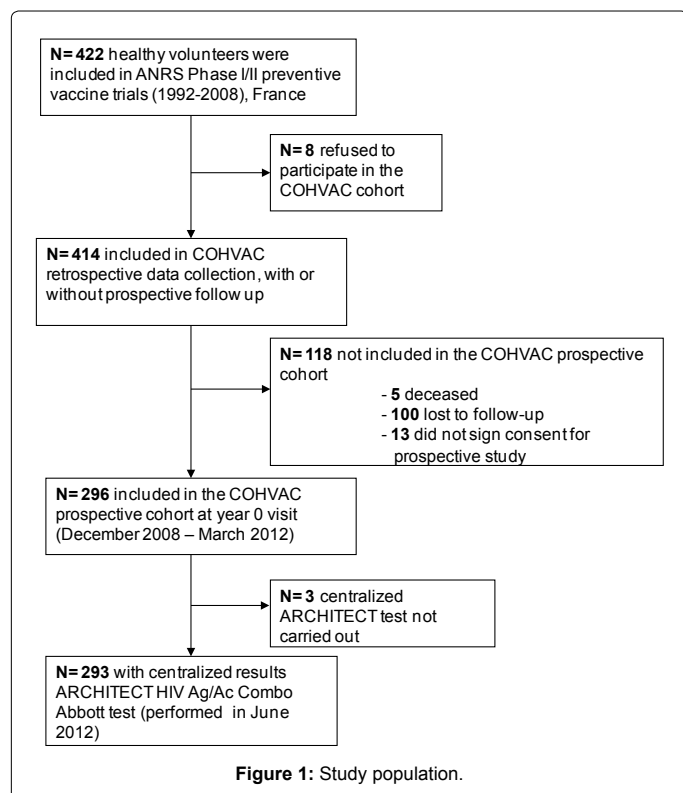 N= 422 healthy volunteers were
included in ANRS Phase I/II preventive
vaccine trials (1992-2008), France
N= 8 refused to
participate in the
COHVAC cohort
N= 414 included in COHVAC
retrospective data collection, with or
without prospective follow up
N= 118 not included in the COHVAC prospective
cohort
- 5 deceased
- 100 lost to follow-up
- 13 did not sign consent for
prospective study
N= 296 included in the COHVAC
prospective cohort at year 0 visit
(December 2008 – March 2012)
N= 3 centralized
ARCHITECT test not
carried out
N= 293 with centralized results
ARCHITECT HIV Ag/Ac Combo
Abbott test (performed in June
2012)
Figure 1: Study population.